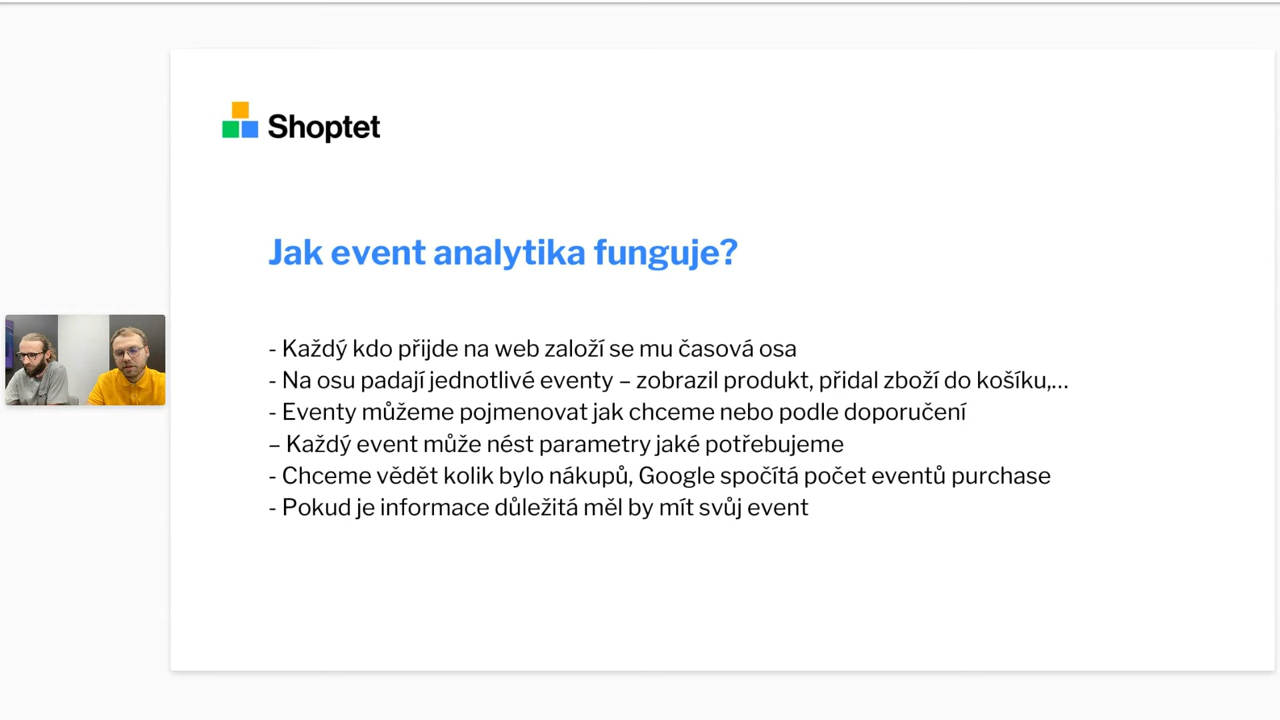 Shoptet
Jak event analytika funguje?
- Každý kdo přijde na web založí se mu časová osa
- Na osu padají jednotlivé eventy – zobrazil produkt, přidal zboží do košíku,...
- Eventy můžeme pojmenovat jak chceme nebo podle doporučení
– Každý event může nést parametry jaké potřebujeme
- Chceme vědět kolik bylo nákupů, Google spočítá počet eventů purchase
- Pokud je informace důležitá měl by mít svůj event